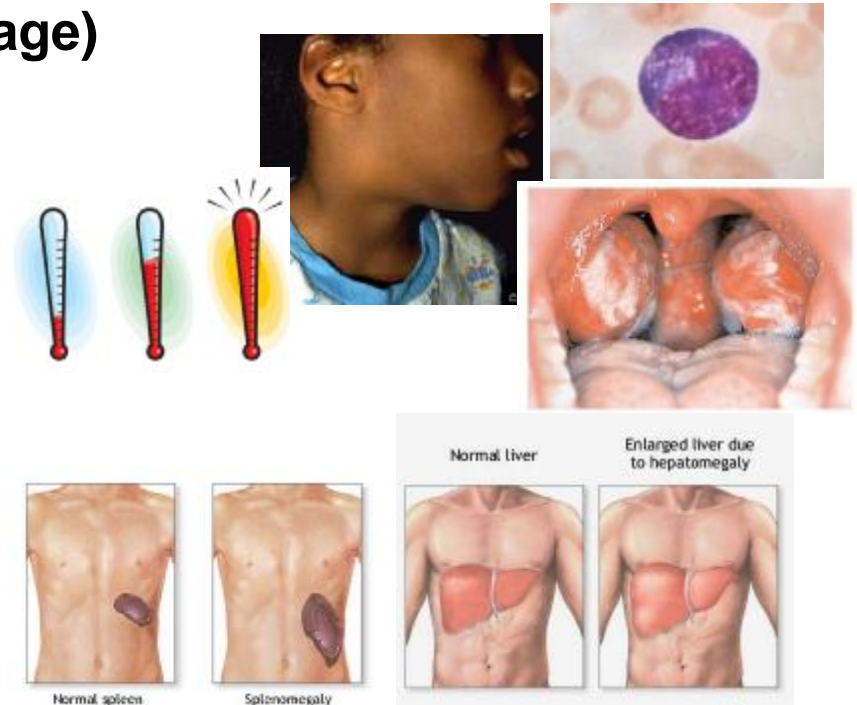 age)
Normal liver
Enlarged liver due
to hepatomegaly
Normal spleen
Splenomegaly